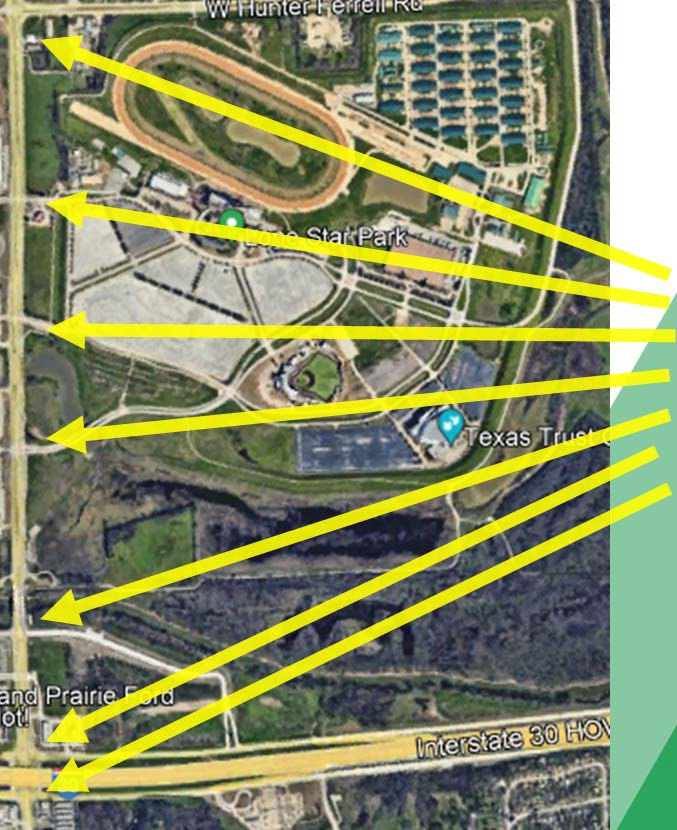 W Hunter Ferrell Rd
Lone Star Park
Texas Trust C
and Prairie Ford
lot!
Interstate 30 HOV